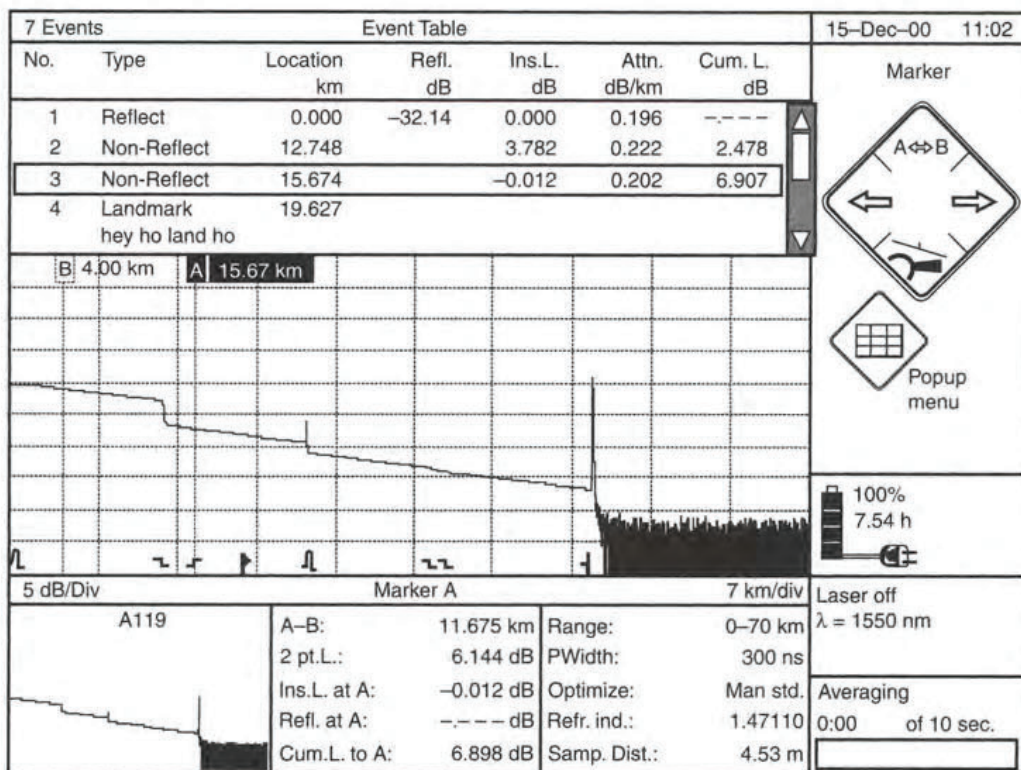 7 Events Event Table
No. Type Location Refl. Ins.L. Attn. Cum. L.
km dB dB dB/km dB
1 Reflect 0.000 –32.14 0.000 0.196 –.––––
2 Non-Reflect 12.748 3.782 0.222 2.478
3 Non-Reflect 15.674 –0.012 0.202 6.907
4 Landmark 19.627
hey ho land ho
15–Dec–00 11:02
Marker
A⇔B
Popup
menu
B 4.00 km A 15.67 km
100%
7.54 h
5 dB/Div Marker A 7 km/div
A119
A–B: 11.675 km
2 pt.L.: 6.144 dB
Ins.L. at A: –0.012 dB
Refl. at A: –.––– dB
Cum.L. to A: 6.898 dB
Range: 0–70 km
PWidth: 300 ns
Optimize: Man std.
Refr. ind.: 1.47110
Samp. Dist.: 4.53 m
Laser off
λ = 1550 nm
Averaging
0:00 of 10 sec.